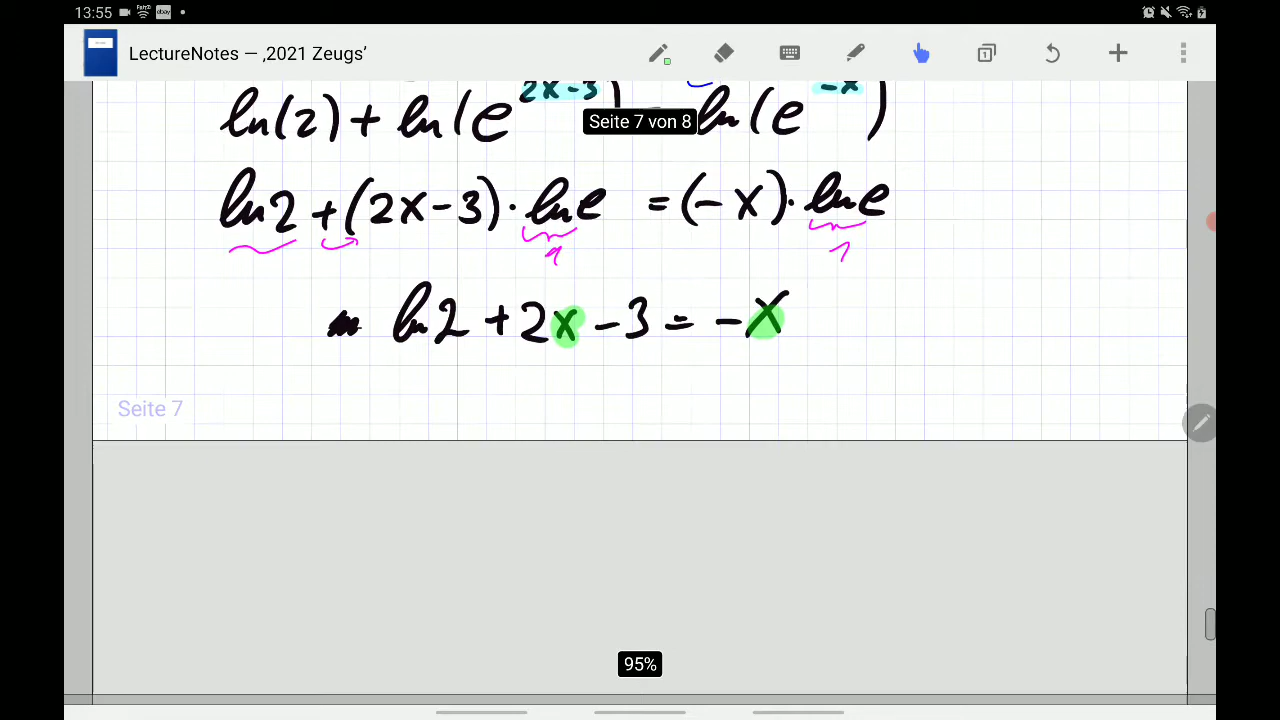 13:55
LectureNotes — ‚2021 Zeugs’
2x-3 -x
ln(2) + ln(e ) = ln(e )
Seite 7 von 8
ln2 + (2x-3) · lne = (-x) · lne
1 1
ln2 + 2x - 3 = -x
Seite 7
95%